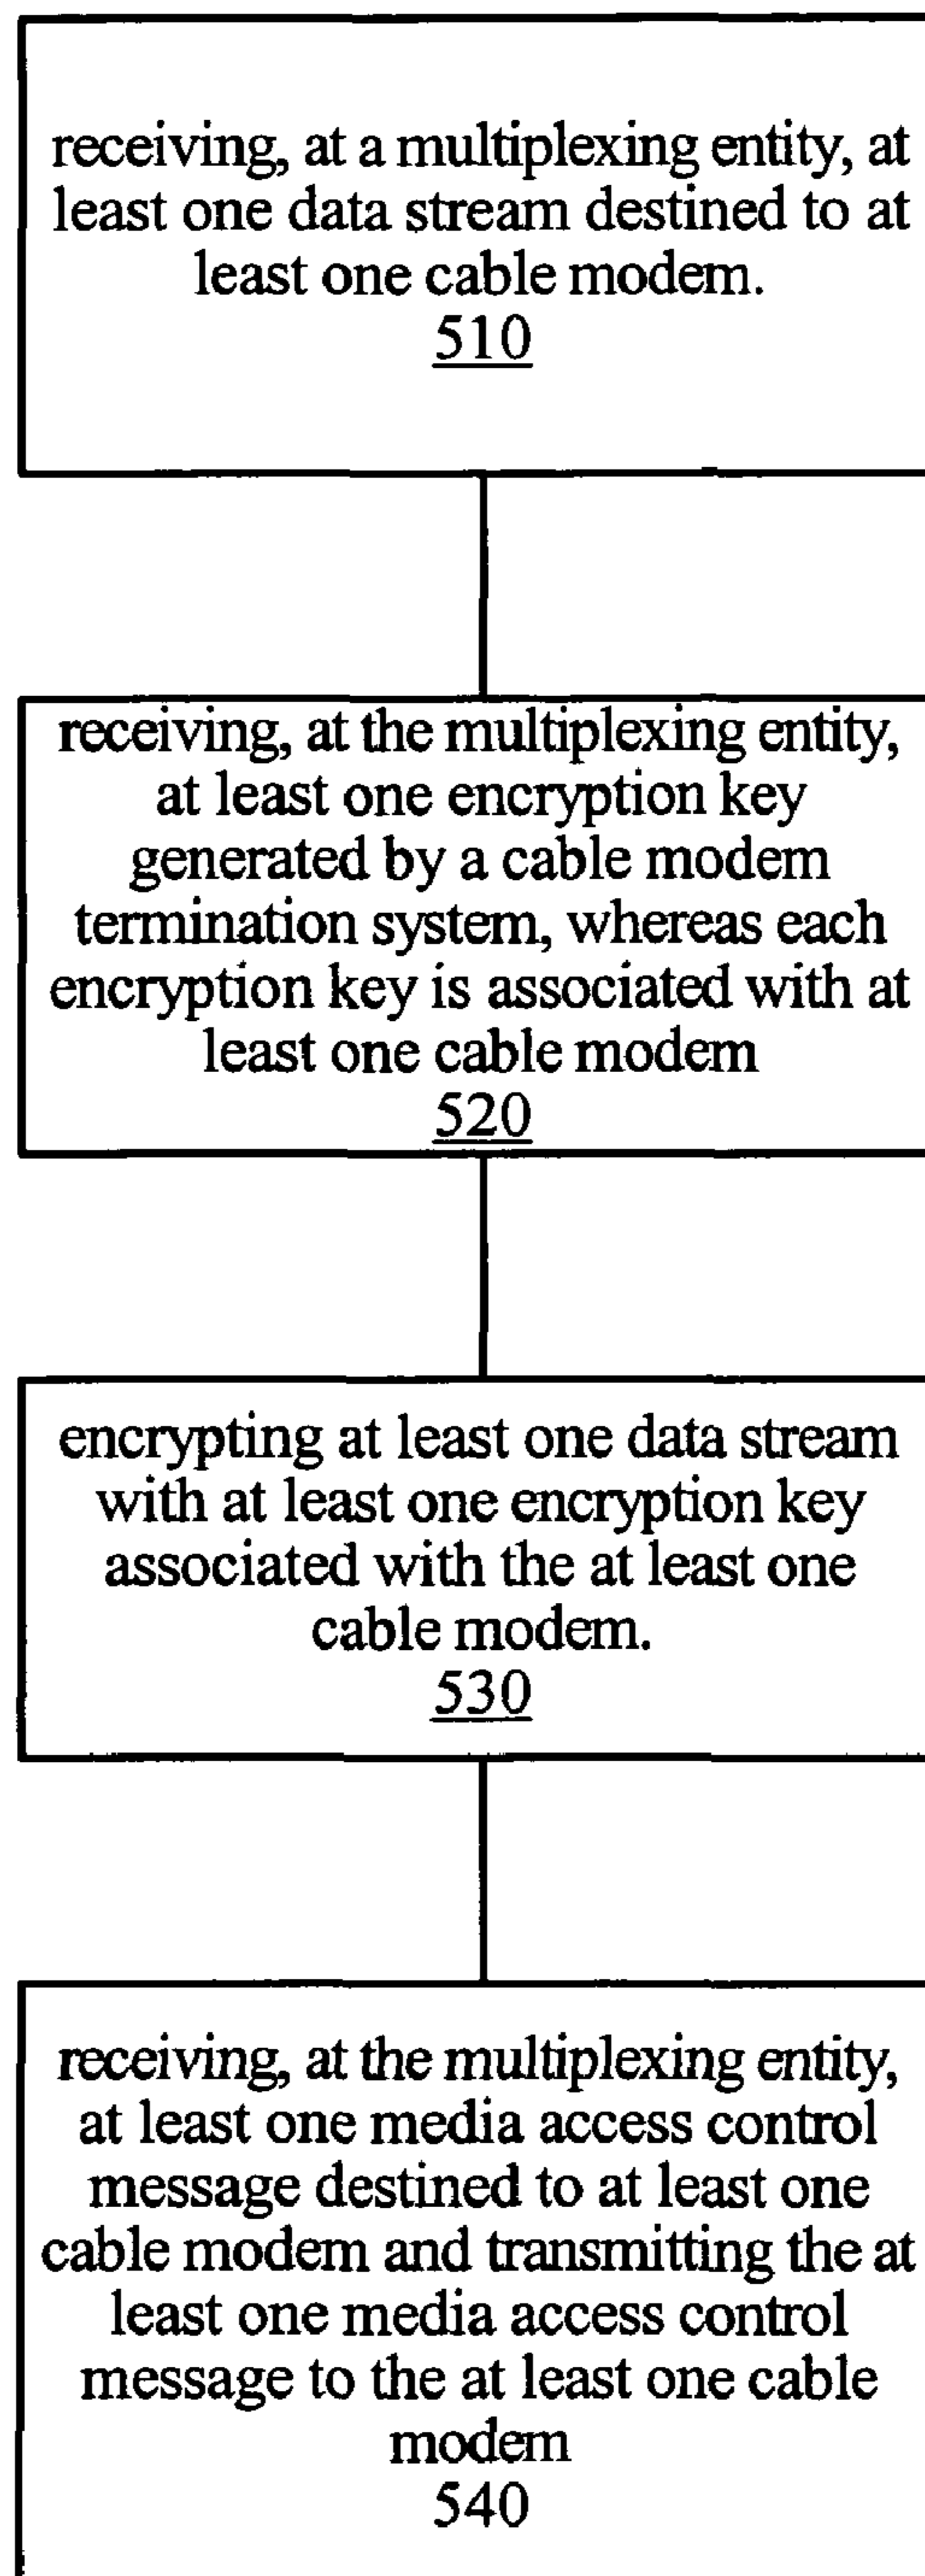 receiving, at a multiplexing entity, at
least one data stream destined to at
least one cable modem.
510
receiving, at the multiplexing entity,
at least one encryption key
generated by a cable modem
termination system, whereas each
encryption key is associated with at
least one cable modem
520
encrypting at least one data stream
with at least one encryption key
associated with the at least one
cable modem.
530
receiving, at the multiplexing entity,
at least one media access control
message destined to at least one
cable modem and transmitting the at
least one media access control
message to the at least one cable
modem
540